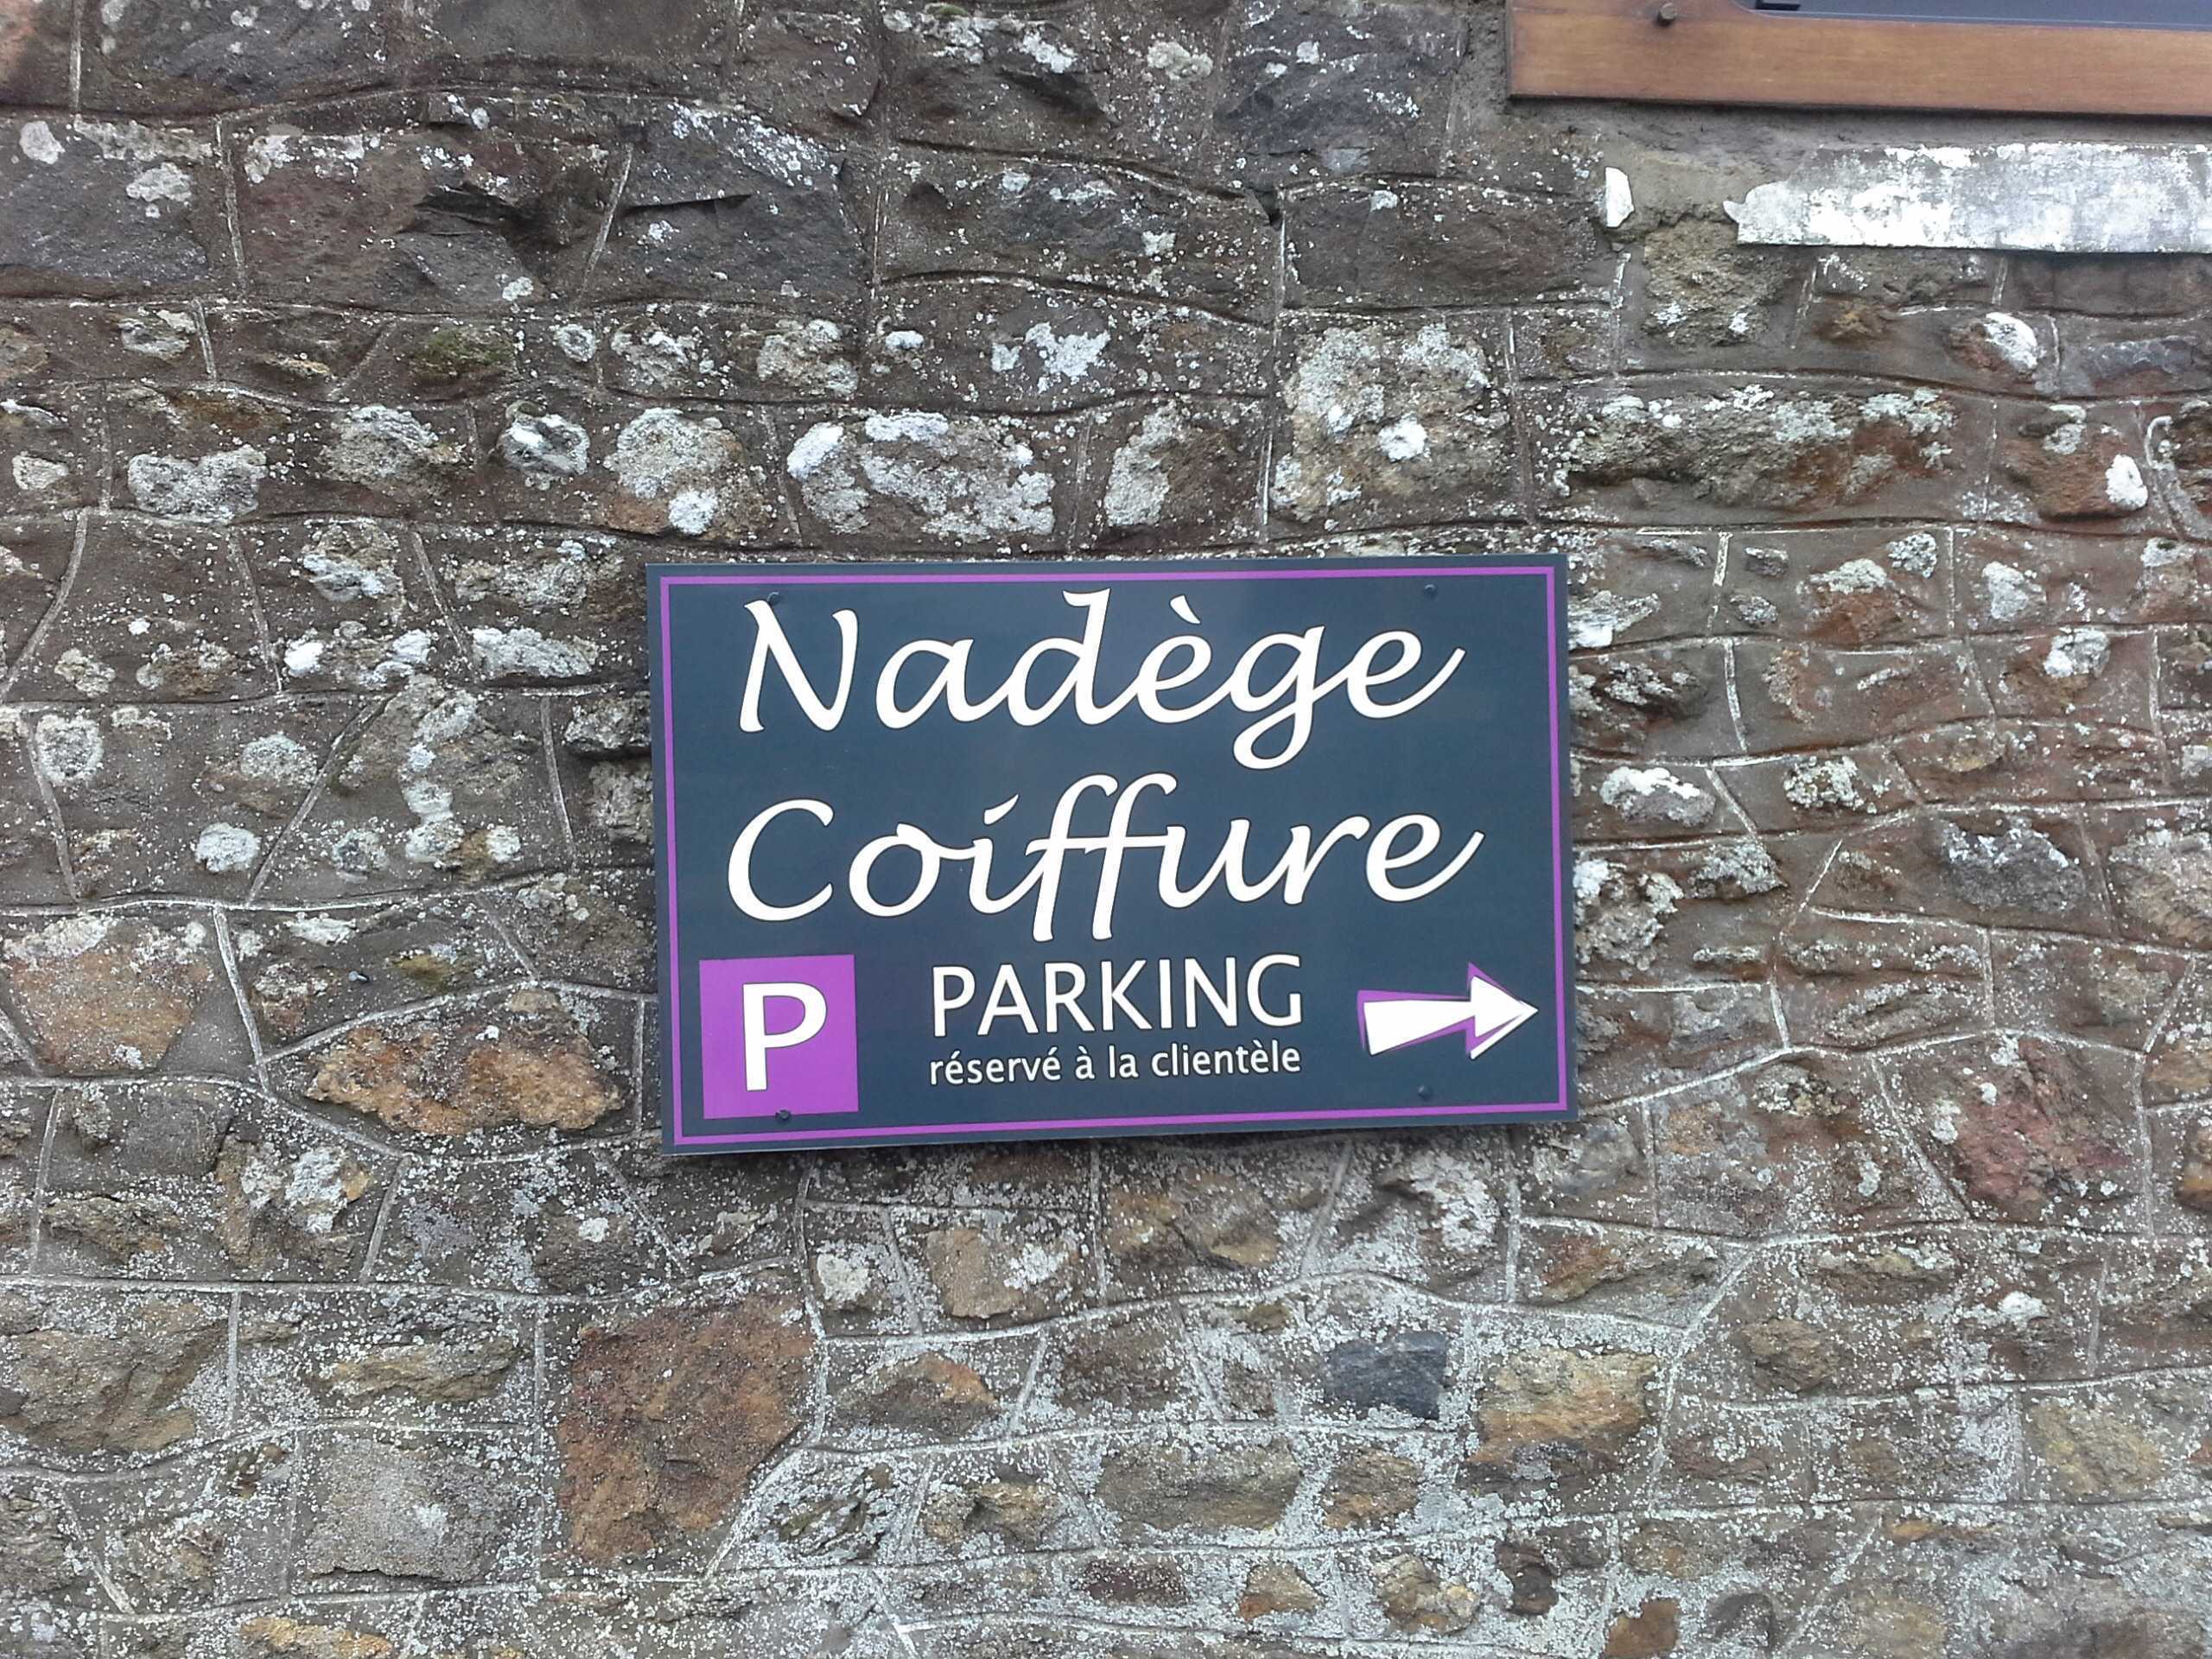 Nadège
Coiffure
P PARKING
réservé à la clientèle